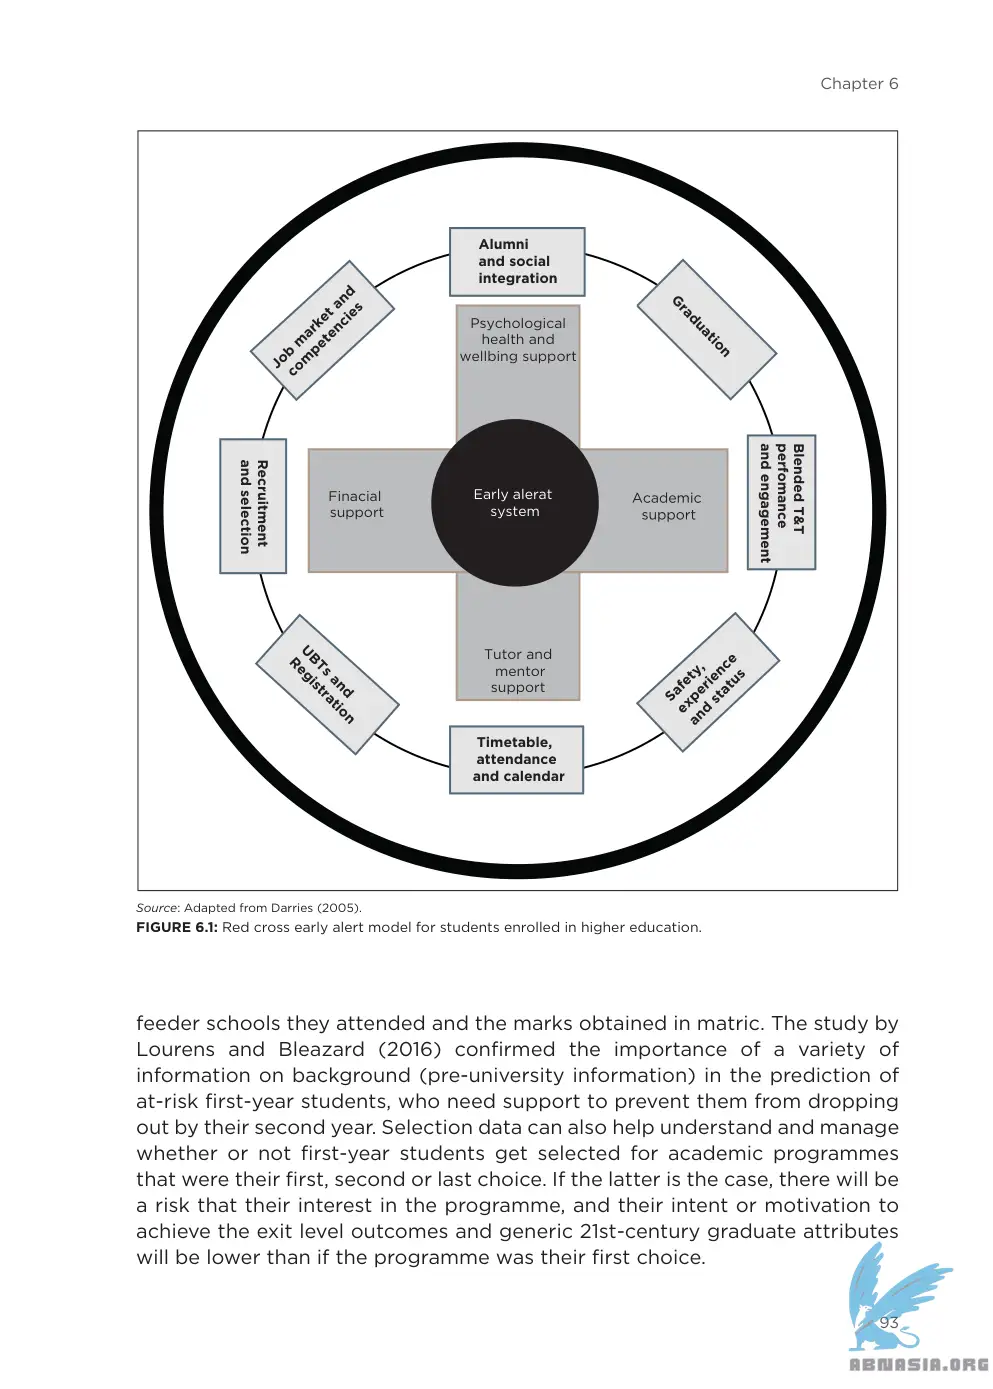 Chapter 6
Alumni
and social
integration
Job market and
competencies
Graduation
Psychological
health and
wellbing support
Recruitment
and selection
Finacial
support
Early alerat
system
Academic
support
Blended T&T
perfomance
and engagement
UBTs and
Registration
Tutor and
mentor
support
Safety,
experience
and status
Timetable,
attendance
and calendar
Source: Adapted from Darries (2005).
FIGURE 6.1: Red cross early alert model for students enrolled in higher education.
feeder schools they attended and the marks obtained in matric. The study by
Lourens and Bleazard (2016) confirmed the importance of a variety of
information on background (pre-university information) in the prediction of
at-risk first-year students, who need support to prevent them from dropping
out by their second year. Selection data can also help understand and manage
whether or not first-year students get selected for academic programmes
that were their first, second or last choice. If the latter is the case, there will be
a risk that their interest in the programme, and their intent or motivation to
achieve the exit level outcomes and generic 21st-century graduate attributes
will be lower than if the programme was their first choice.
93
ABNASIA.ORG